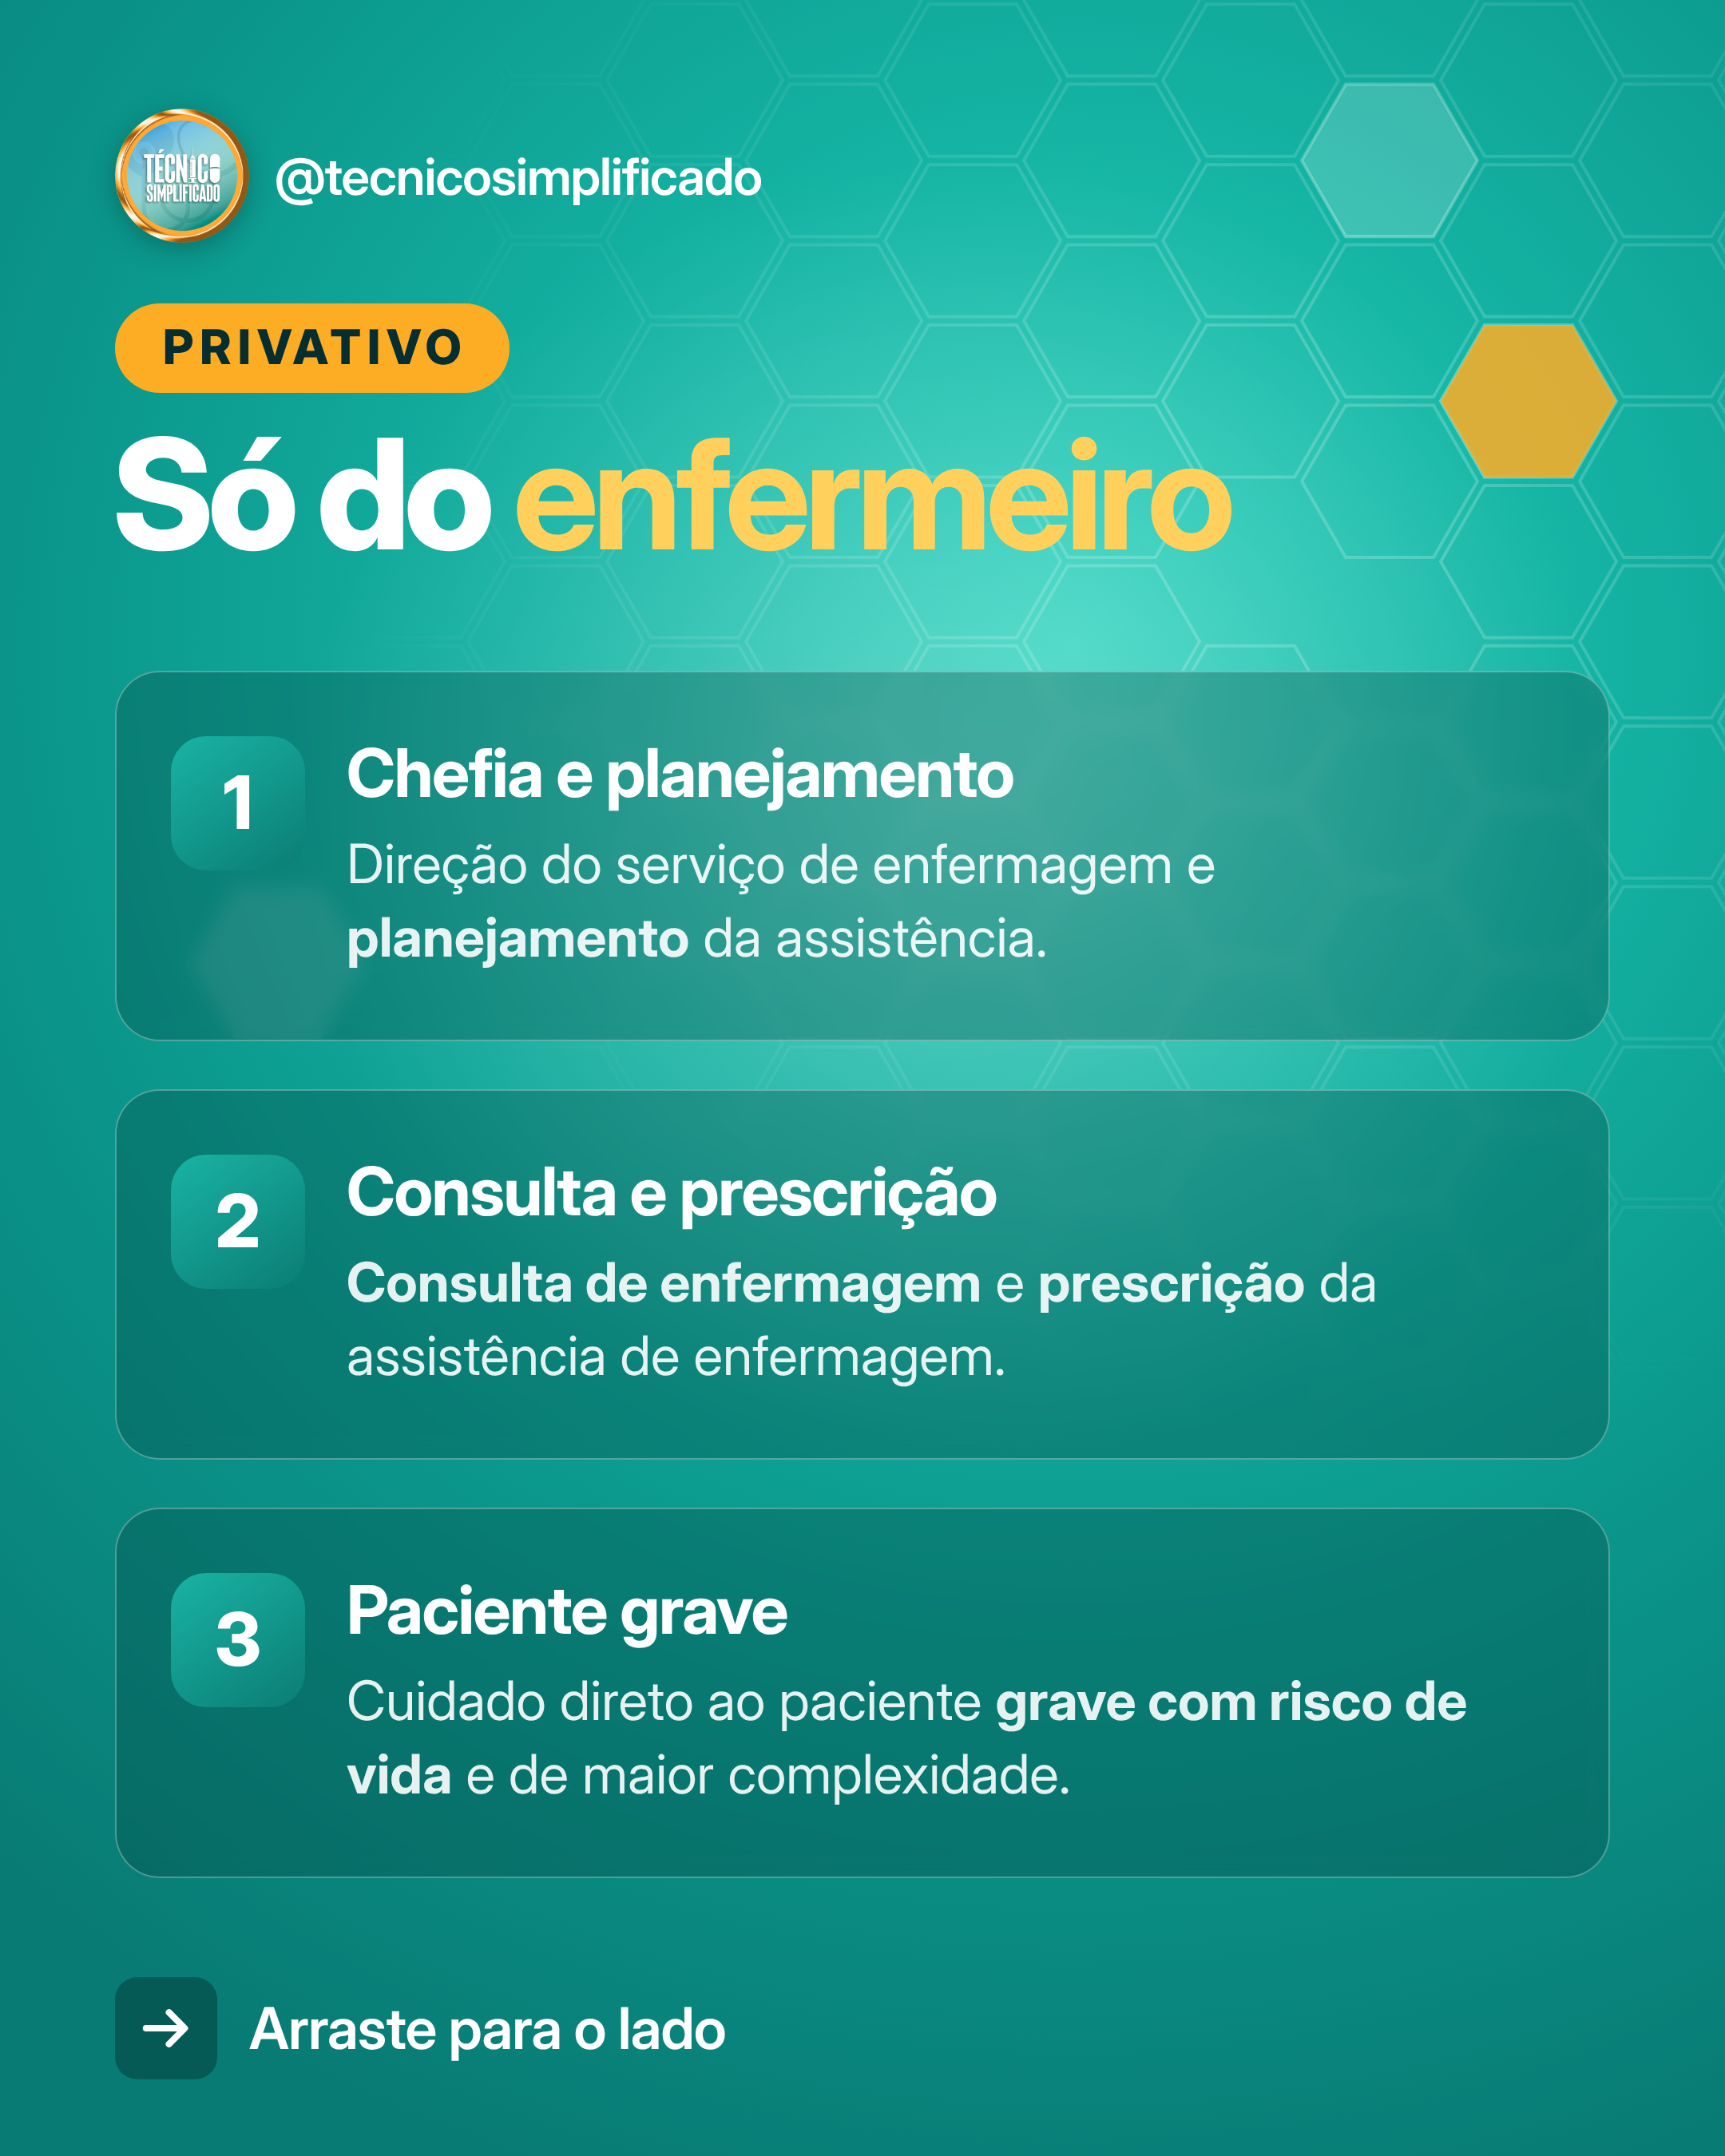 TÉCNICO
SIMPLIFICADO
@tecnicosimplificado
PRIVATIVO
Só do enfermeiro
1
Chefia e planejamento
Direção do serviço de enfermagem e
planejamento da assistência.
2
Consulta e prescrição
Consulta de enfermagem e prescrição da
assistência de enfermagem.
3
Paciente grave
Cuidado direto ao paciente grave com risco de
vida e de maior complexidade.
Arraste para o lado